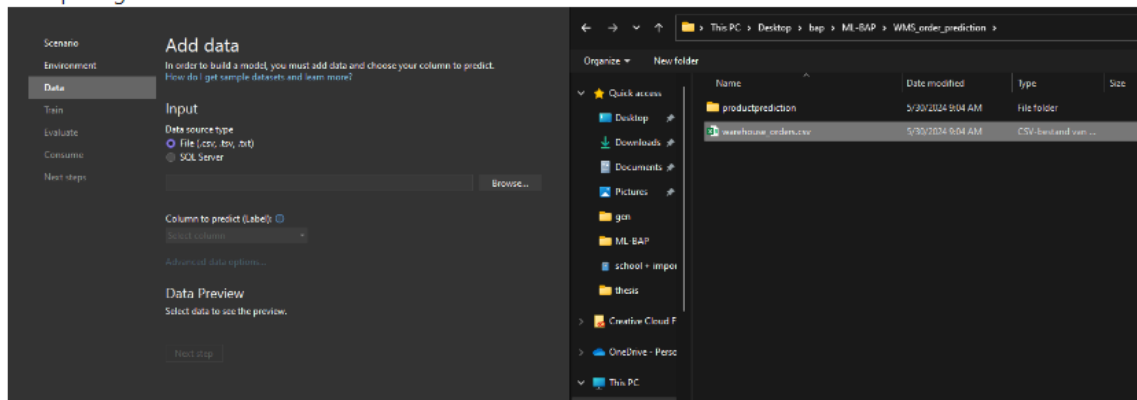 Scenario
Environment
Data
Train
Evaluate
Consume
Next steps
Add data
In order to build a model, you must add data and choose your column to predict.
How do I get sample datasets and learn more?
Input
Data source type
File (.csv, .tsv, .txt)
SQL Server
Browse...
Column to predict (Label):
Select column
Advanced data options...
Data Preview
Select data to see the preview.
Next step
This PC > Desktop > bap > ML-BAP > WMS_order_prediction >
Organize New folder
Quick access
Desktop
Downloads
Documents
Pictures
gen
ML-BAP
school + impor
thesis
Creative Cloud F
OneDrive - Perso
This PC
Name Date modified Type Size
productprediction 5/30/2024 9:04 AM File folder
warehouse_orders.csv 5/30/2024 9:04 AM CSV-bestand van ...